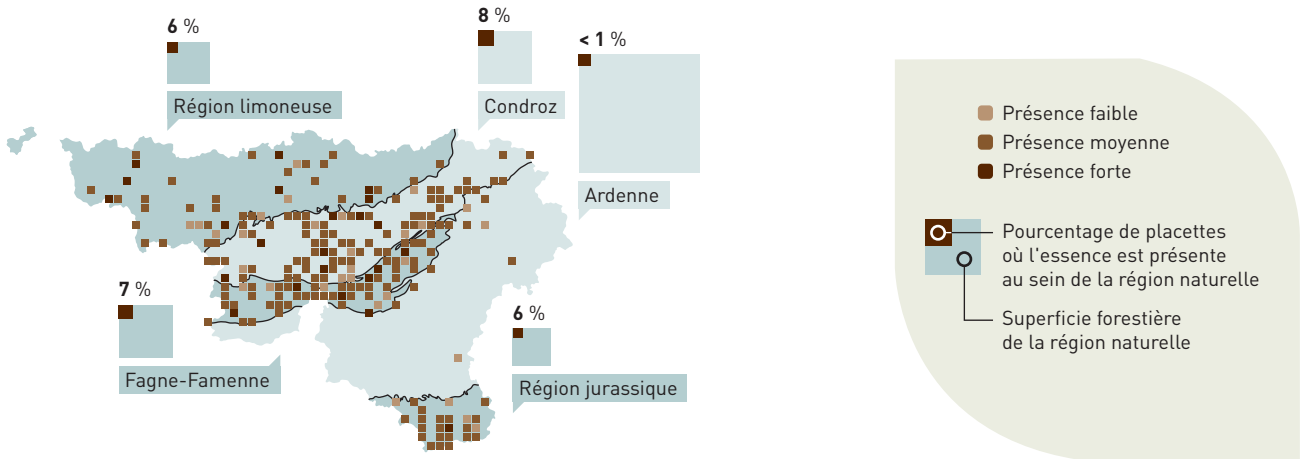 6 %
Région limoneuse
8 %
Condroz
< 1 %
Ardenne
7 %
Fagne-Famenne
6 %
Région jurassique
Présence faible
Présence moyenne
Présence forte
Pourcentage de placettes
où l'essence est présente
au sein de la région naturelle
Superficie forestière
de la région naturelle